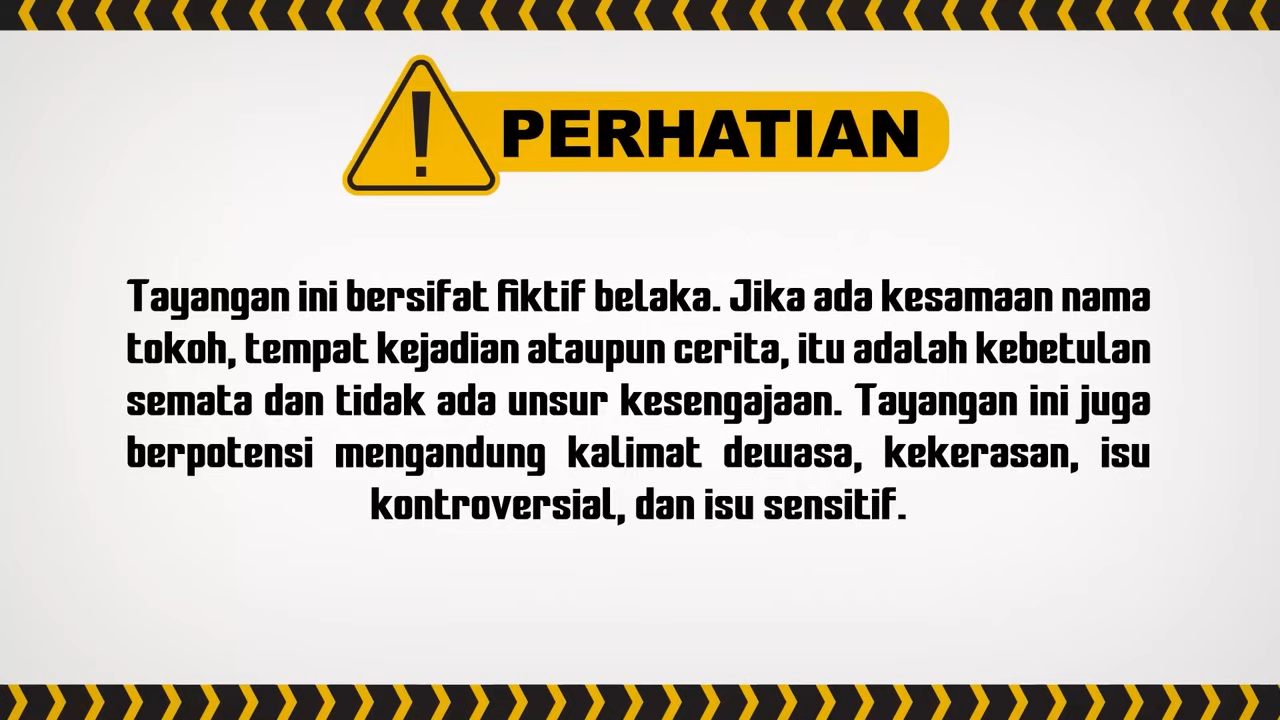 PERHATIAN
Tayangan ini bersifat fiktif belaka. Jika ada kesamaan nama
tokoh, tempat kejadian ataupun cerita, itu adalah kebetulan
semata dan tidak ada unsur kesengajaan. Tayangan ini juga
berpotensi mengandung kalimat dewasa, kekerasan, isu
kontroversial, dan isu sensitif.